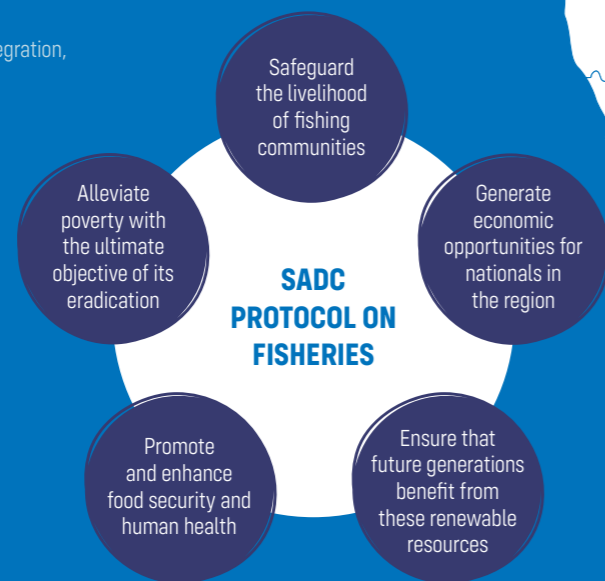 egration,
Safeguard
the livelihood
of fishing
communities
Generate
economic
opportunities for
nationals in
the region
Ensure that
future generations
benefit from
these renewable
resources
Promote
and enhance
food security and
human health
Alleviate
poverty with
the ultimate
objective of its
eradication
SADC
PROTOCOL ON
FISHERIES